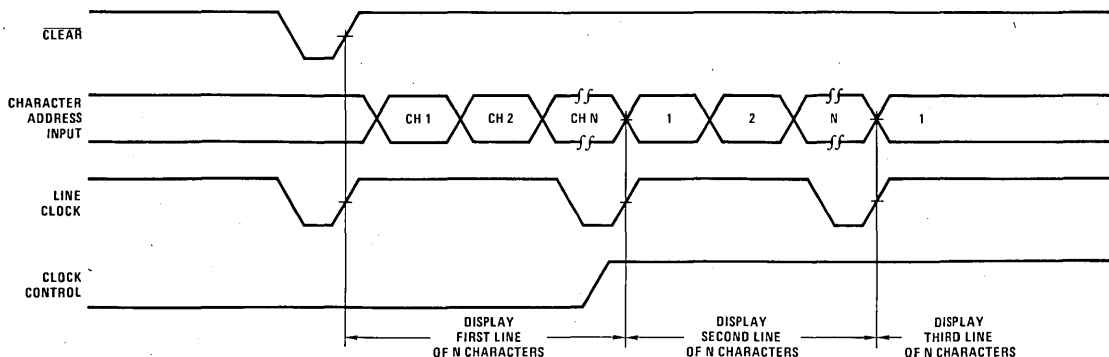 CLEAR
CHARACTER
ADDRESS
INPUT
CH 1 CH 2 CH N 1 2 N 1
LINE
CLOCK
CLOCK
CONTROL
DISPLAY
FIRST LINE
OF N CHARACTERS
DISPLAY
SECOND LINE
OF N CHARACTERS
DISPLAY
THIRD LINE
OF N CHARACTERS